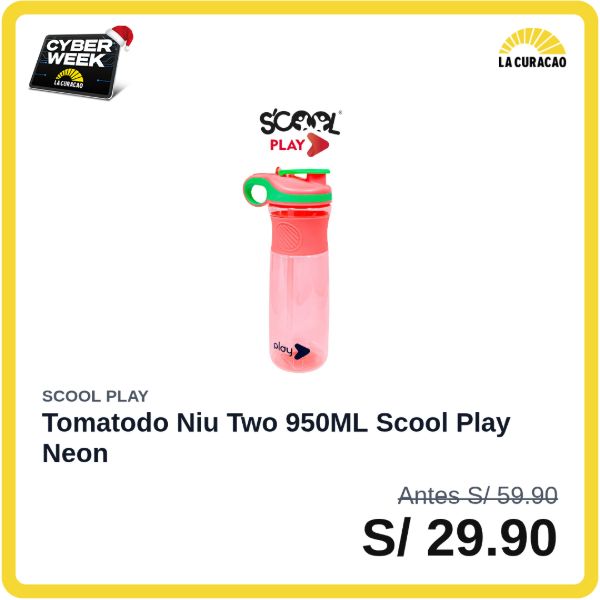 CYBER
WEEK
LA CURACAO
LA CURACAO
S'COOL®
PLAY
play
SCOOL PLAY
Tomatodo Niu Two 950ML Scool Play
Neon
Antes S/ 59.90
S/ 29.90